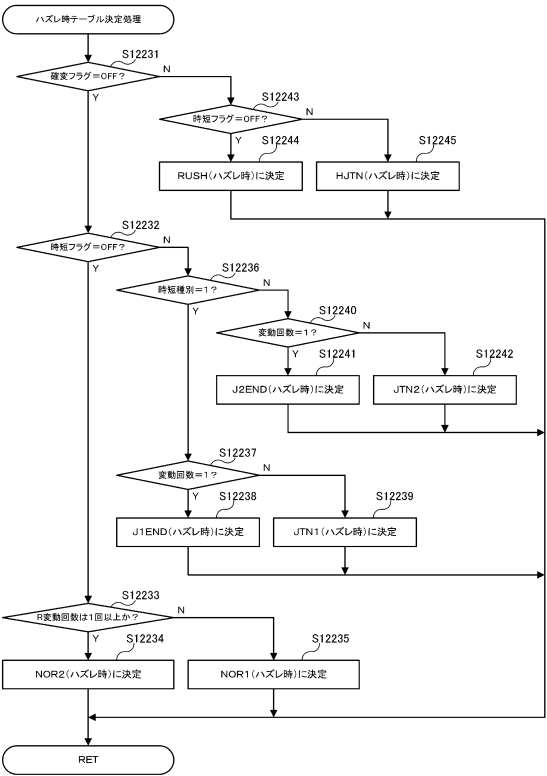 ハズレ時テーブル決定処理
S12231
確変フラグ=OFF?
N
Y
S12243
時短フラグ=OFF?
N
Y
S12244
RUSH(ハズレ時)に決定
S12245
HJTN(ハズレ時)に決定
S12232
時短フラグ=OFF?
N
Y
S12236
時短種別=1?
N
Y
S12240
変動回数=1?
N
Y
S12241
J2END(ハズレ時)に決定
S12242
JTN2(ハズレ時)に決定
S12237
変動回数=1?
N
Y
S12238
J1END(ハズレ時)に決定
S12239
JTN1(ハズレ時)に決定
S12233
R変動回数は1回以上か?
N
Y
S12234
NOR2(ハズレ時)に決定
S12235
NOR1(ハズレ時)に決定
RET